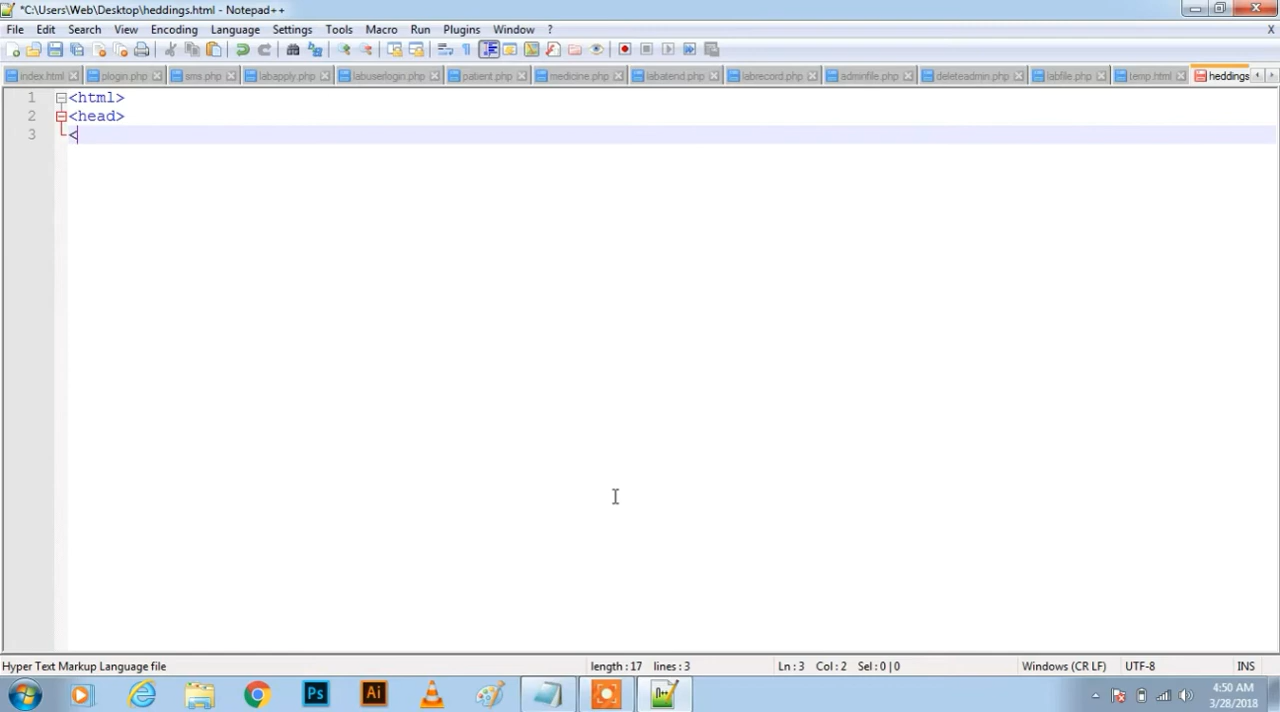 *C:\Users\Web\Desktop\heddings.html - Notepad++
File Edit Search View Encoding Language Settings Tools Macro Run Plugins Window ? X
index.html plogin.php sms.php labapply.php labuserlogin.php patient.php medicine.php labatend.php labrecord.php adminfile.php deleteadmin.php labfile.php temp.html heddings
1 <html>
2 <head>
3 <
Hyper Text Markup Language file length : 17 lines : 3 Ln : 3 Col : 2 Sel : 0 | 0 Windows (CR LF) UTF-8 INS
Ps Ai 4:50 AM
3/28/2018